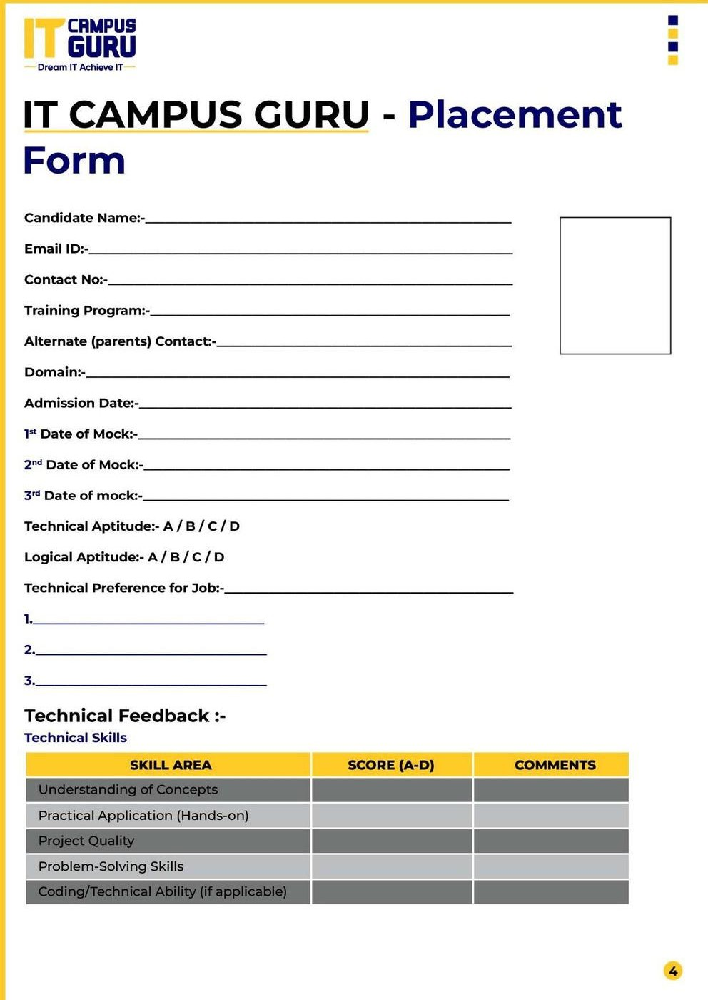 IT CAMPUS
GURU
Dream IT Achieve IT
IT CAMPUS GURU - Placement
Form
Candidate Name:-
Email ID:-
Contact No:-
Training Program:-
Alternate (parents) Contact:-
Domain:-
Admission Date:-
1st Date of Mock:-
2nd Date of Mock:-
3rd Date of mock:-
Technical Aptitude:- A / B / C / D
Logical Aptitude:- A / B / C / D
Technical Preference for Job:-
1.
2.
3.
Technical Feedback :-
Technical Skills
SKILL AREA SCORE (A-D) COMMENTS
Understanding of Concepts
Practical Application (Hands-on)
Project Quality
Problem-Solving Skills
Coding/Technical Ability (if applicable)
4